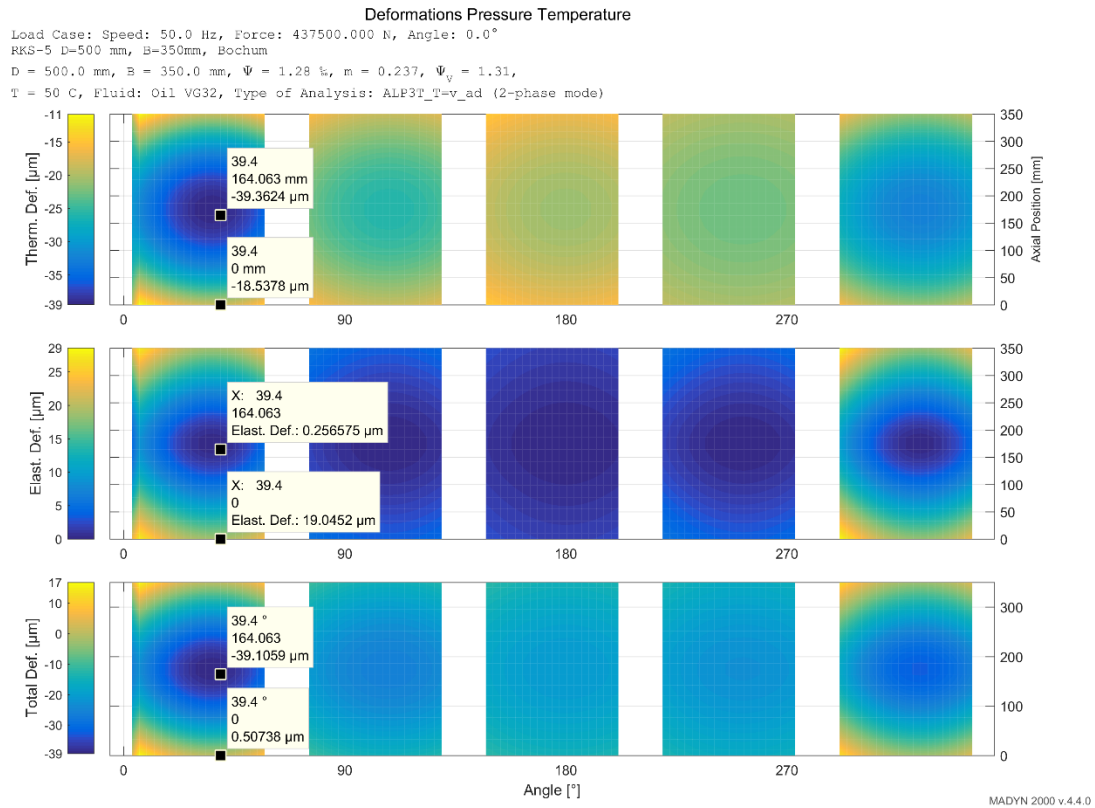 Deformations Pressure Temperature
Load Case: Speed: 50.0 Hz, Force: 437500.000 N, Angle: 0.0°
RKS-5 D=500 mm, B=350mm, Bochum
D = 500.0 mm, B = 350.0 mm, Ψ = 1.28 ‰, m = 0.237, Ψ_V = 1.31,
T = 50 C, Fluid: Oil VG32, Type of Analysis: ALP3T_T=v_ad (2-phase mode)
Therm. Def. [µm]
-11
-15
-20
-25
-30
-35
-39
39.4
164.063 mm
-39.3624 µm
39.4
0 mm
-18.5378 µm
0
90
180
270
350
300
250
200
150
100
50
0
Axial Position [mm]
Elast. Def. [µm]
29
25
20
15
10
5
0
X: 39.4
164.063
Elast. Def.: 0.256575 µm
X: 39.4
0
Elast. Def.: 19.0452 µm
0
90
180
270
350
300
250
200
150
100
50
0
Total Def. [µm]
17
10
0
-10
-20
-30
-39
39.4 °
164.063
-39.1059 µm
39.4 °
0
0.50738 µm
0
90
180
270
300
200
100
0
Angle [°]
MADYN 2000 v.4.4.0